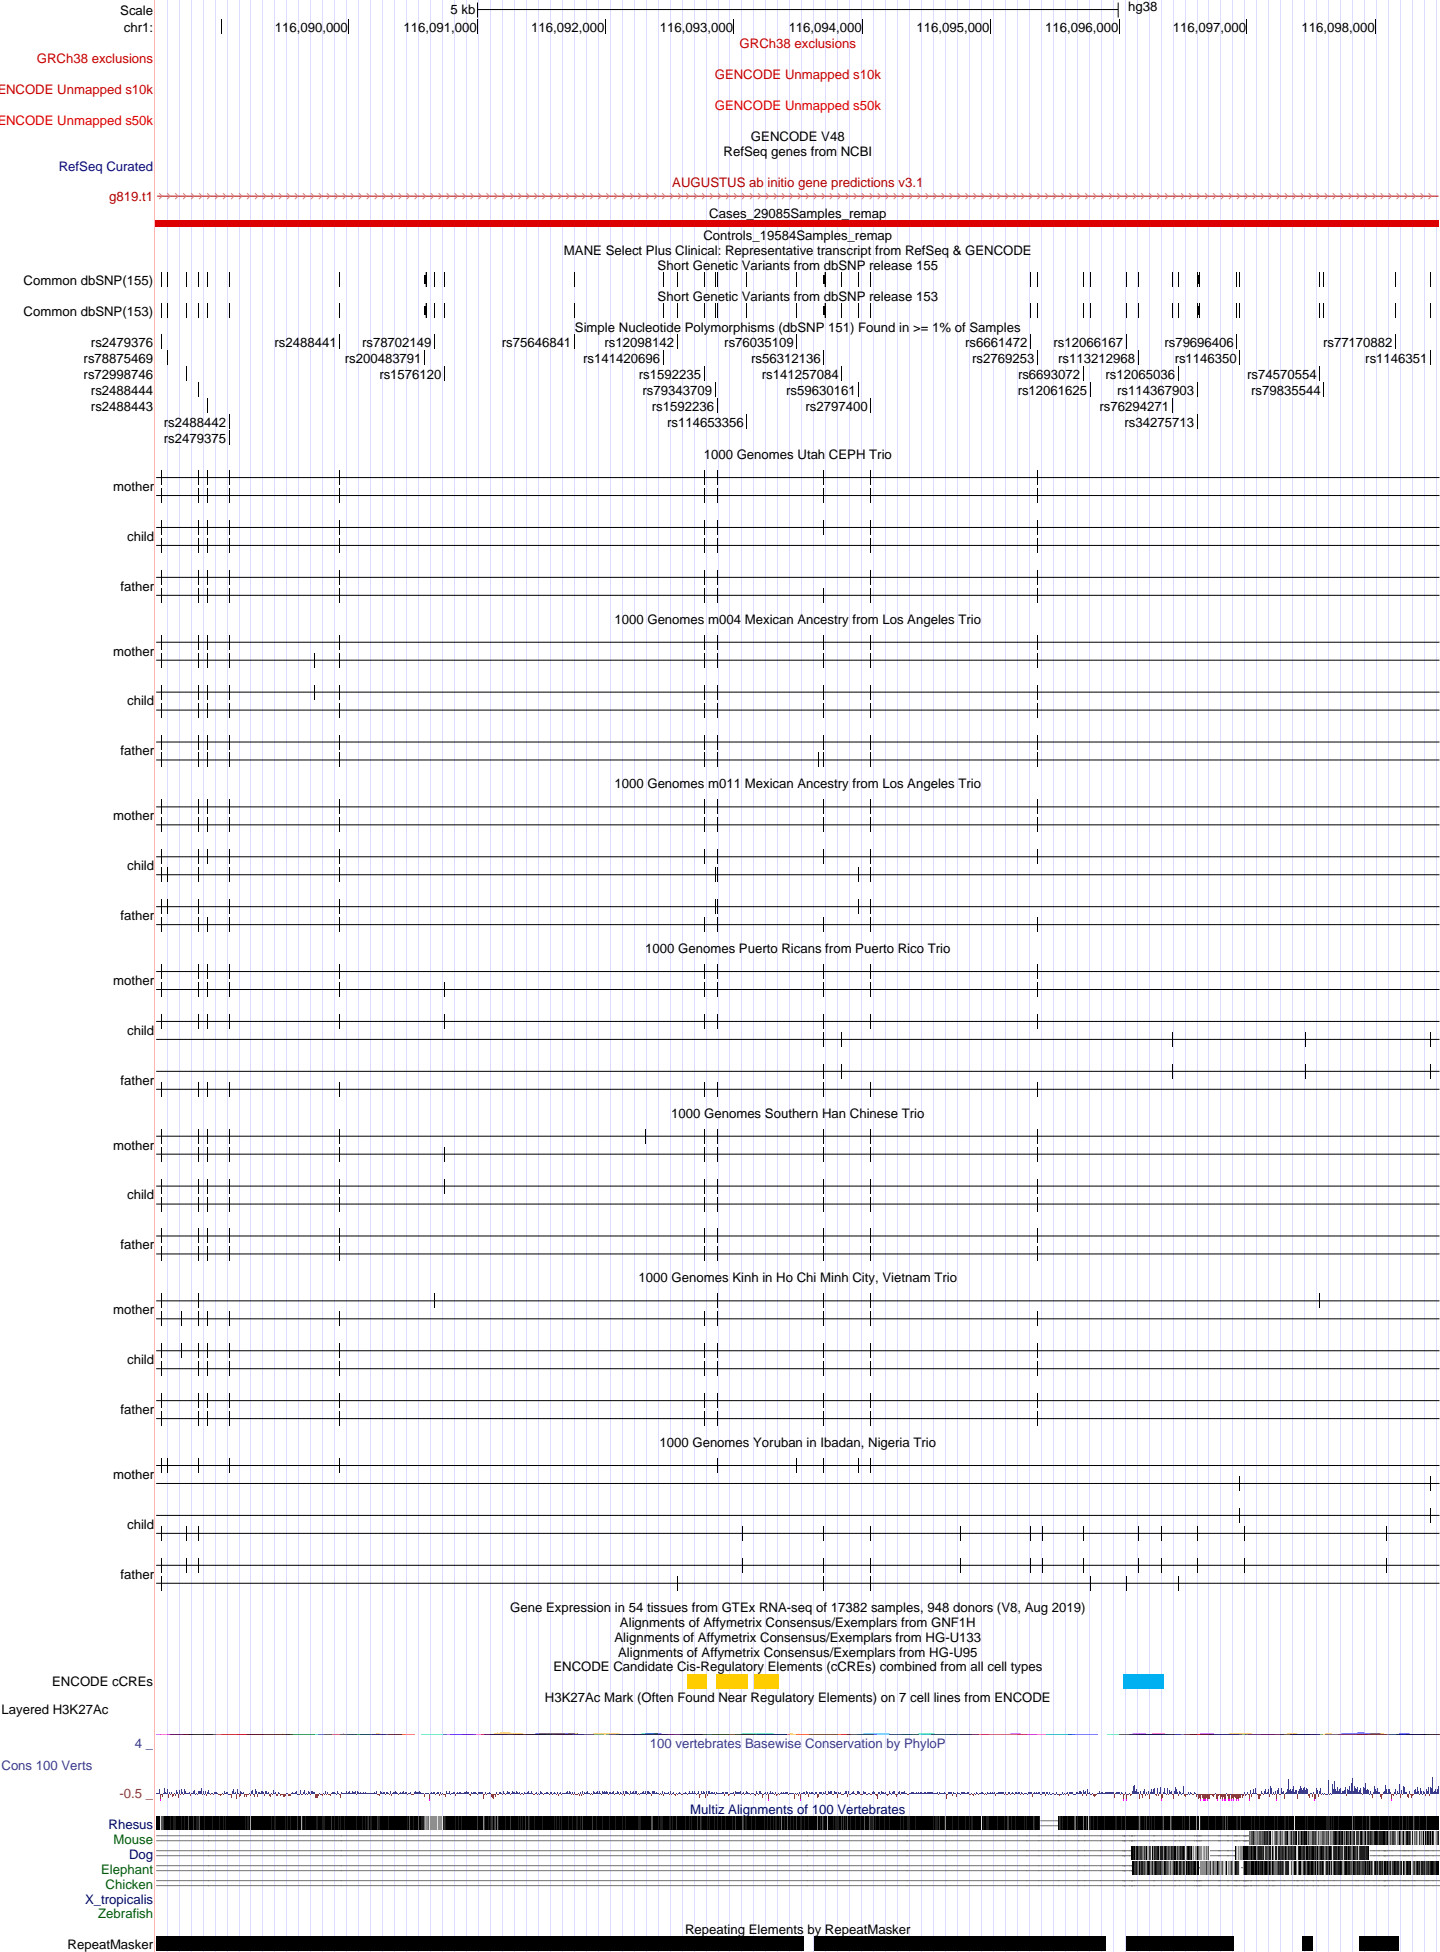 Scale 5 kb hg38
chr1: 116,090,000 116,091,000 116,092,000 116,093,000 116,094,000 116,095,000 116,096,000 116,097,000 116,098,000
GRCh38 exclusions
GRCh38 exclusions
GENCODE Unmapped s10k
ENCODE Unmapped s10k
GENCODE Unmapped s50k
ENCODE Unmapped s50k
GENCODE V48
RefSeq genes from NCBI
RefSeq Curated
AUGUSTUS ab initio gene predictions v3.1
g819.t1
Cases_29085Samples_remap
Controls_19584Samples_remap
MANE Select Plus Clinical: Representative transcript from RefSeq & GENCODE
Short Genetic Variants from dbSNP release 155
Common dbSNP(155)
Short Genetic Variants from dbSNP release 153
Common dbSNP(153)
Simple Nucleotide Polymorphisms (dbSNP 151) Found in >= 1% of Samples
rs2479376 rs2488441 rs78702149 rs75646841 rs12098142 rs76035109 rs6661472 rs12066167 rs79696406 rs77170882
rs78875469 rs200483791 rs141420696 rs56312136 rs2769253 rs113212968 rs1146350 rs1146351
rs72998746 rs1576120 rs1592235 rs141257084 rs6693072 rs12065036 rs74570554
rs2488444 rs79343709 rs59630161 rs12061625 rs114367903 rs79835544
rs2488443 rs1592236 rs2797400 rs76294271
rs2488442 rs114653356 rs34275713
rs2479375
1000 Genomes Utah CEPH Trio
mother
child
father
1000 Genomes m004 Mexican Ancestry from Los Angeles Trio
mother
child
father
1000 Genomes m011 Mexican Ancestry from Los Angeles Trio
mother
child
father
1000 Genomes Puerto Ricans from Puerto Rico Trio
mother
child
father
1000 Genomes Southern Han Chinese Trio
mother
child
father
1000 Genomes Kinh in Ho Chi Minh City, Vietnam Trio
mother
child
father
1000 Genomes Yoruban in Ibadan, Nigeria Trio
mother
child
father
Gene Expression in 54 tissues from GTEx RNA-seq of 17382 samples, 948 donors (V8, Aug 2019)
Alignments of Affymetrix Consensus/Exemplars from GNF1H
Alignments of Affymetrix Consensus/Exemplars from HG-U133
Alignments of Affymetrix Consensus/Exemplars from HG-U95
ENCODE Candidate Cis-Regulatory Elements (cCREs) combined from all cell types
ENCODE cCREs
H3K27Ac Mark (Often Found Near Regulatory Elements) on 7 cell lines from ENCODE
Layered H3K27Ac
100 vertebrates Basewise Conservation by PhyloP
4 _
Cons 100 Verts
-0.5 _
Multiz Alignments of 100 Vertebrates
Rhesus
Mouse
Dog
Elephant
Chicken
X_tropicalis
Zebrafish
Repeating Elements by RepeatMasker
RepeatMasker